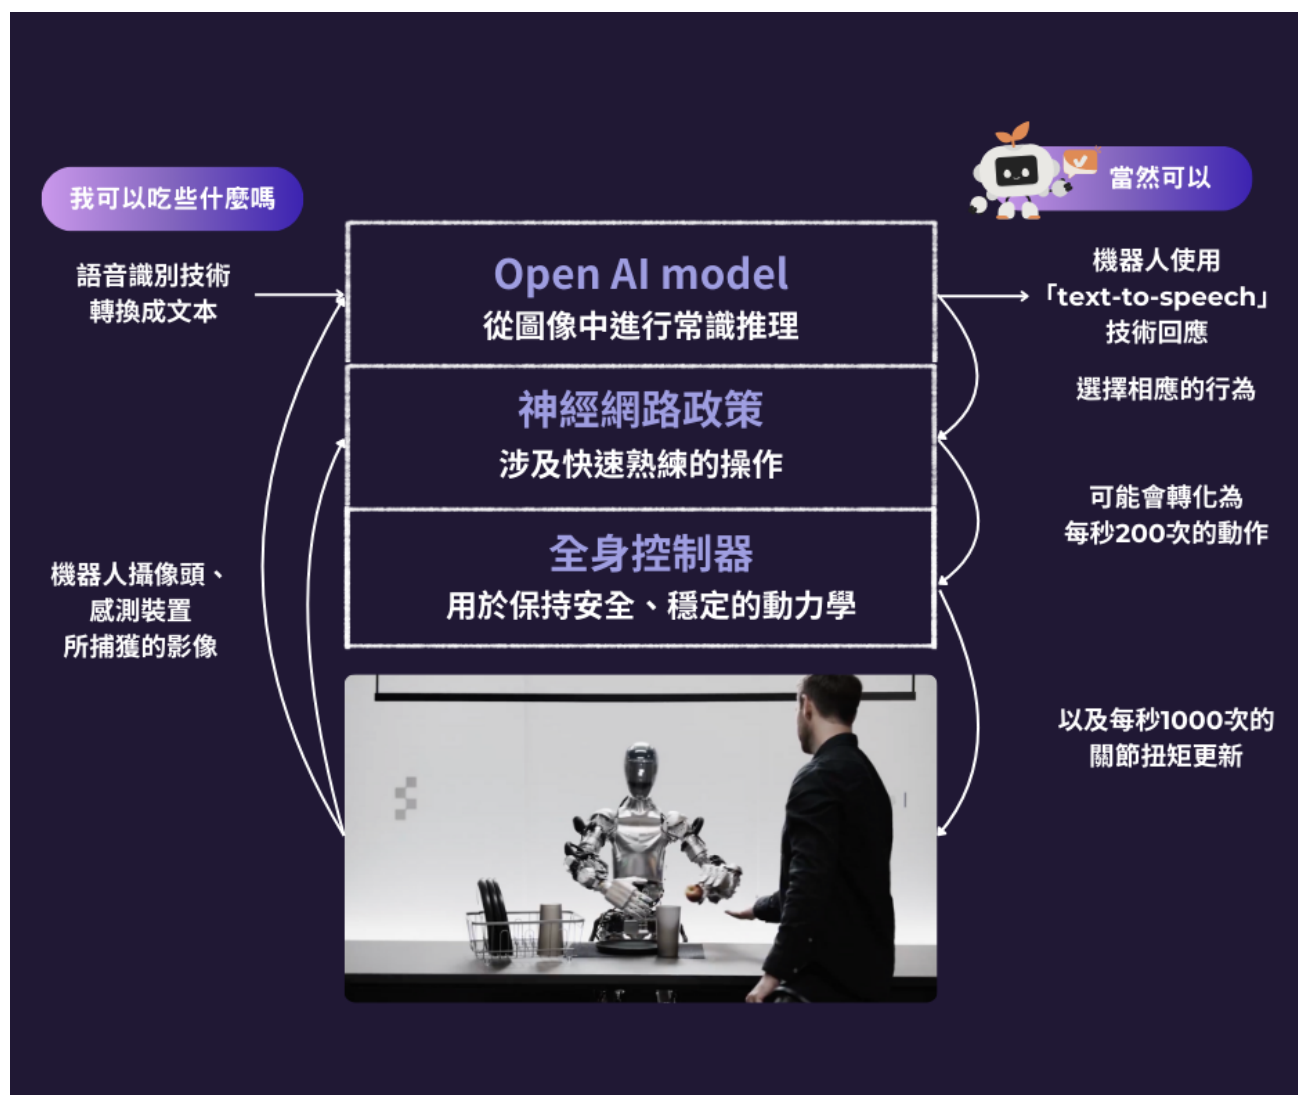 我可以吃些什麼嗎
語音識別技術
轉換成文本
機器人攝像頭、
感測裝置
所捕獲的影像
Open AI model
從圖像中進行常識推理
神經網路政策
涉及快速熟練的操作
全身控制器
用於保持安全、穩定的動力學
當然可以
機器人使用
「text-to-speech」
技術回應
選擇相應的行為
可能會轉化為
每秒200次的動作
以及每秒1000次的
關節扭矩更新